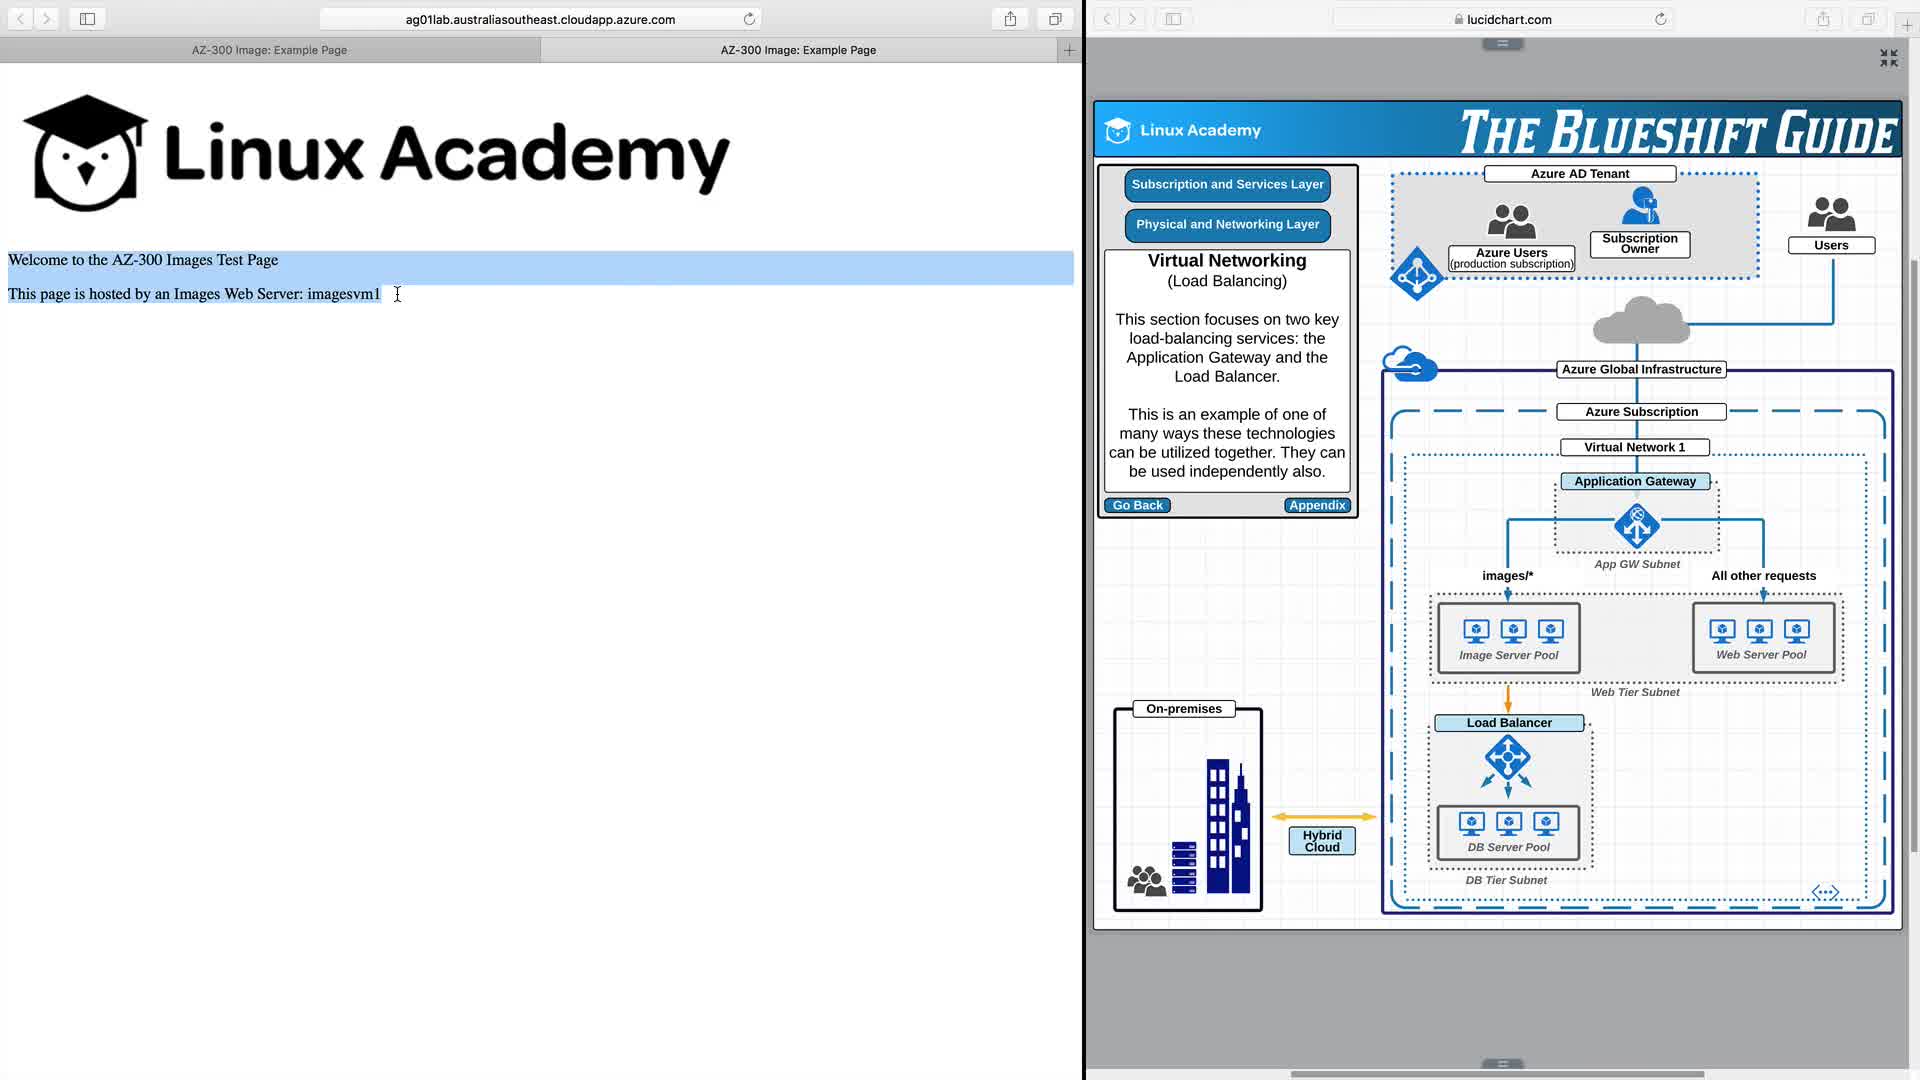 ag01lab.australiasoutheast.cloudapp.azure.com
AZ-300 Image: Example Page
AZ-300 Image: Example Page
Linux Academy
Welcome to the AZ-300 Images Test Page
This page is hosted by an Images Web Server: imagesvm1
lucidchart.com
Linux Academy
THE BLUESHIFT GUIDE
Subscription and Services Layer
Physical and Networking Layer
Virtual Networking
(Load Balancing)
This section focuses on two key
load-balancing services: the
Application Gateway and the
Load Balancer.
This is an example of one of
many ways these technologies
can be utilized together. They can
be used independently also.
Go Back
Appendix
Azure AD Tenant
Azure Users
(production subscription)
Subscription
Owner
Users
Azure Global Infrastructure
Azure Subscription
Virtual Network 1
Application Gateway
App GW Subnet
images/*
All other requests
Image Server Pool
Web Server Pool
Web Tier Subnet
Load Balancer
DB Server Pool
DB Tier Subnet
On-premises
Hybrid
Cloud